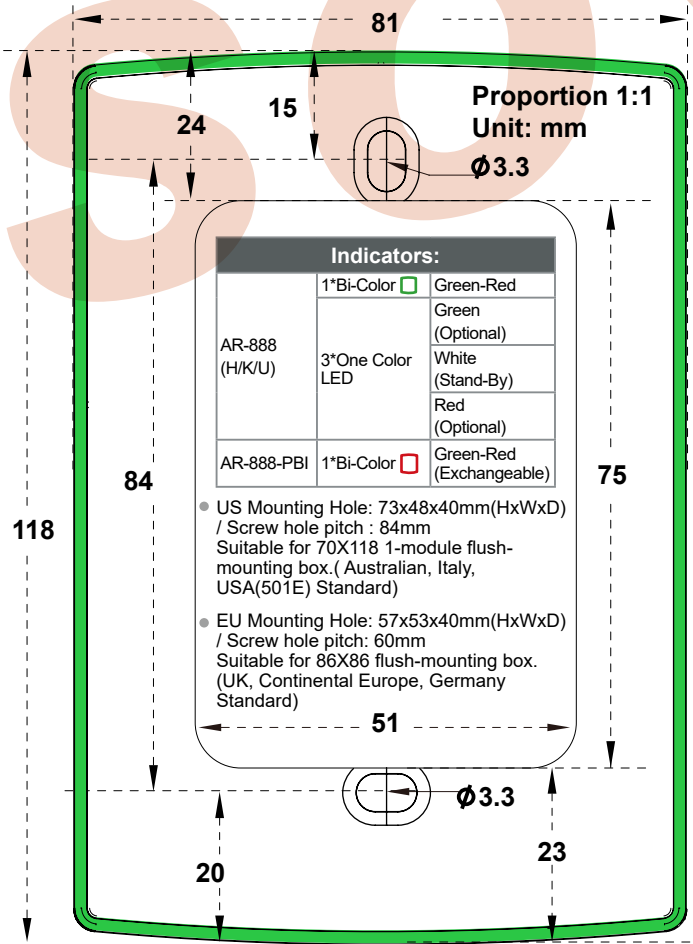 81
Proportion 1:1
Unit: mm
15
24
ϕ3.3
Indicators:
1*Bi-Color Green-Red
AR-888
(H/K/U)
3*One Color
LED
Green
(Optional)
White
(Stand-By)
Red
(Optional)
AR-888-PBI 1*Bi-Color Green-Red
(Exchangeable)
84
75
118
US Mounting Hole: 73x48x40mm(HxWxD)
/ Screw hole pitch : 84mm
Suitable for 70X118 1-module flush-
mounting box.( Australian, Italy,
USA(501E) Standard)
EU Mounting Hole: 57x53x40mm(HxWxD)
/ Screw hole pitch: 60mm
Suitable for 86X86 flush-mounting box.
(UK, Continental Europe, Germany
Standard)
51
ϕ3.3
20
23